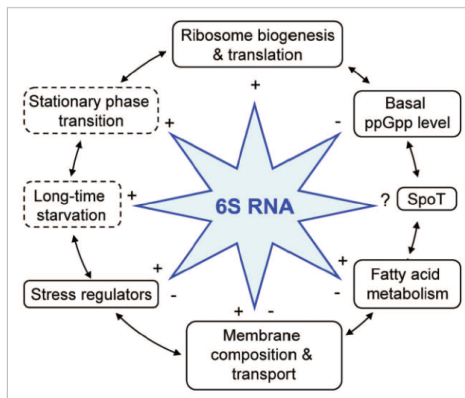 Ribosome biogenesis
& translation
Stationary phase
transition
+
+
-
Basal
ppGpp level
Long-time
starvation
+
6S RNA
?
SpoT
Stress regulators
+
-
+
-
Fatty acid
metabolism
+ -
Membrane
composition &
transport